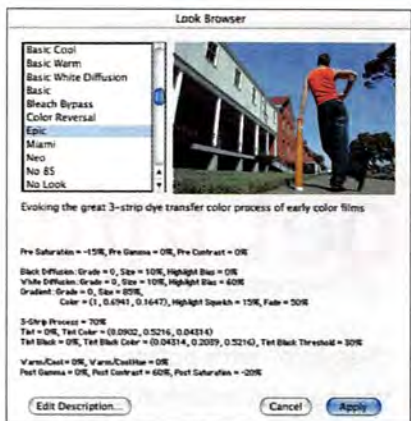 Look Browser
Basic Cool
Basic Warm
Basic White Diffusion
Basic
Bleach Bypass
Color Reversal
Epic
Miami
Neo
No 85
No Look
Evoking the great 3-strip dye transfer color process of early color films
Pre Saturation = -15%, Pre Gamma = 0%, Pre Contrast = 0%
Black Diffusion: Grade = 0, Size = 10%, Highlight Bias = 0%
White Diffusion: Grade = 0, Size = 10%, Highlight Bias = 60%
Gradient: Grade = 0, Size = 85%,
Color = (1, 0.6941, 0.1647), Highlight Squelch = 15%, Fade = 50%
3-Strip Process = 70%
Tint = 0%, Tint Color = (0.0902, 0.5216, 0.04314)
Tint Black = 0%, Tint Black Color = (0.04314, 0.2039, 0.5216), Tint Black Threshold = 30%
Warm/Cool = 0%, Warm/Cool Hue = 0%
Post Gamma = 0%, Post Contrast = 60%, Post Saturation = -20%
Edit Description...
Cancel
Apply